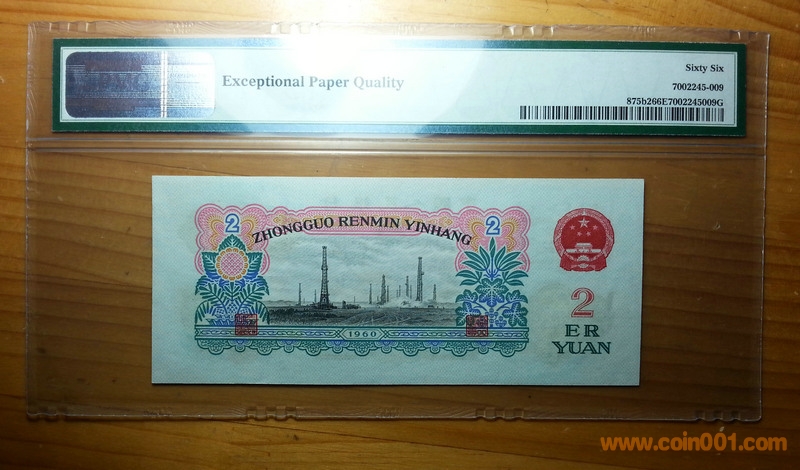 Exceptional Paper Quality
Sixty Six
7002245-009
875b266E7002245009G
2
2
ZHONGGUO RENMIN YINHANG
1960
2
ER
YUAN
www.coin001.com